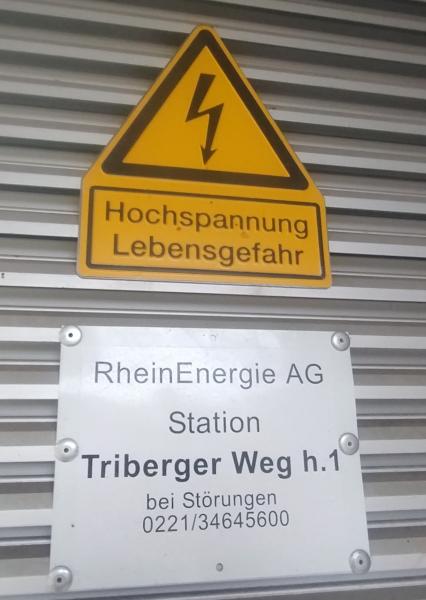 Hochspannung
Lebensgefahr
RheinEnergie AG
Station
Triberger Weg h.1
bei Störungen
0221/34645600